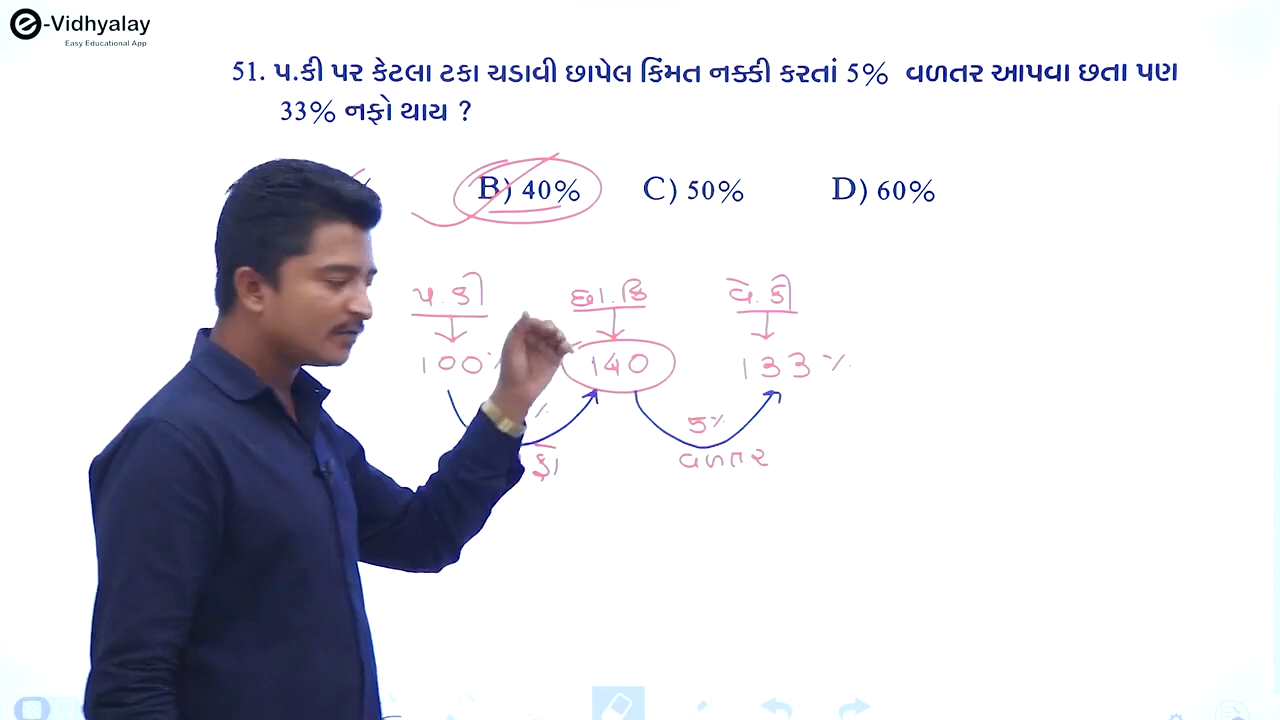 e-Vidhyalay
Easy Educational App
51. પ.કી પર કેટલા ટકા ચડાવી છાપેલ કિંમત નક્કી કરતાં 5% વળતર આપવા છતા પણ
33% નફો થાય ?
B) 40% C) 50% D) 60%
પ.કી છા.કિ વે.કી
100% 140 133%
% 5%
વળતર